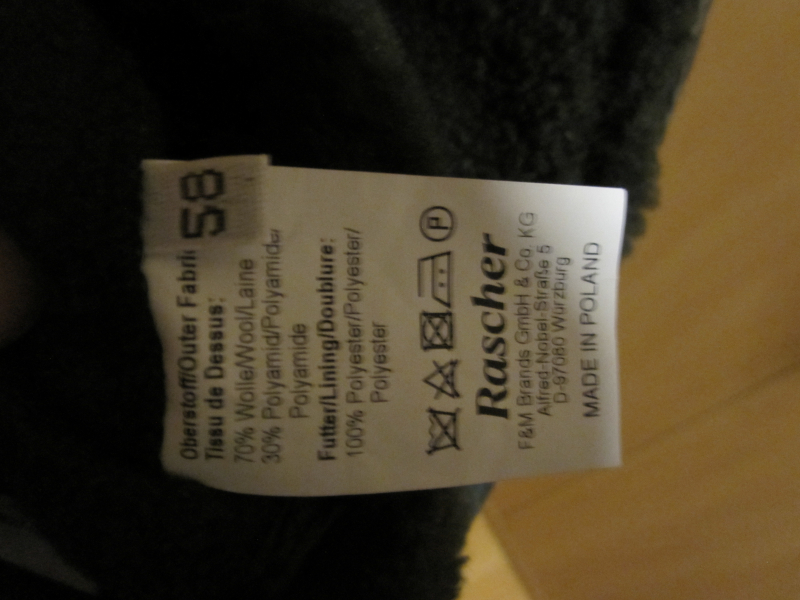 58
Oberstoff/Outer Fabri
Tissu de Dessus:
70% Wolle/Wool/Laine
30% Polyamid/Polyamide/
Polyamide
Futter/Lining/Doublure:
100% Polyester/Polyester/
Polyester
P
Rascher
F&M Brands GmbH & Co. KG
Alfred-Nobel-Straße 5
D-97080 Würzburg
MADE IN POLAND